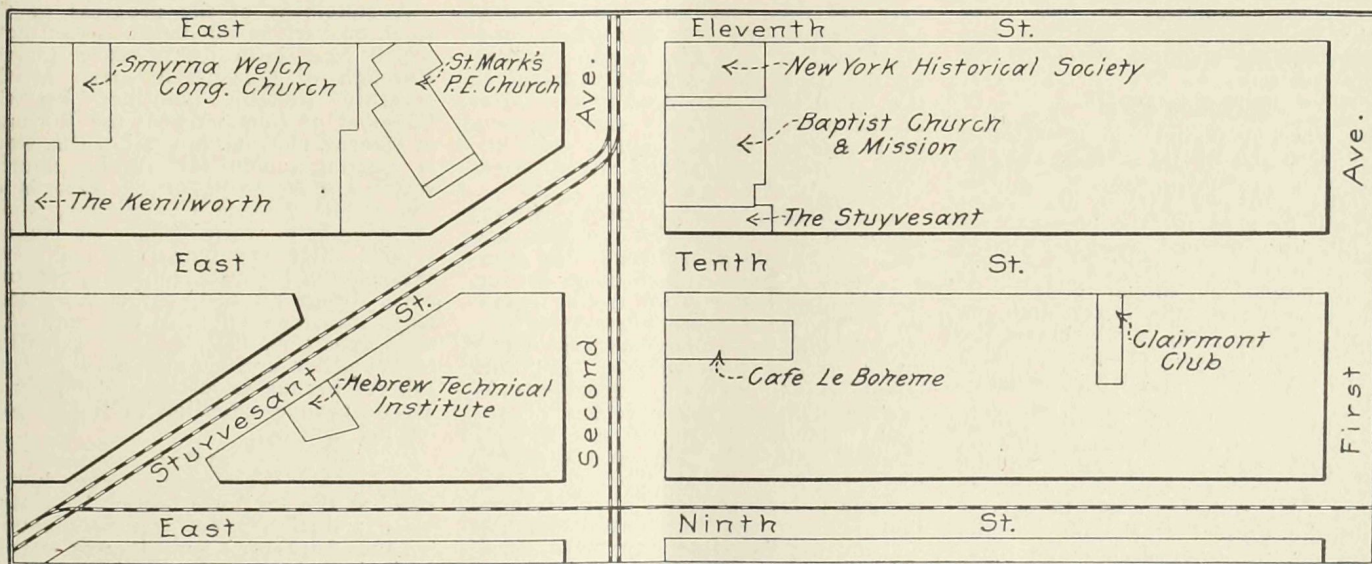 East Eleventh St.
Smyrna Welch
Cong. Church
St. Mark's
P.E. Church
Ave.
New York Historical Society
Baptist Church
& Mission
Ave.
The Kenilworth
The Stuyvesant
East Tenth St.
Stuyvesant St.
Hebrew Technical
Institute
Second
Cafe Le Boheme
Clairmont
Club
First
East Ninth St.